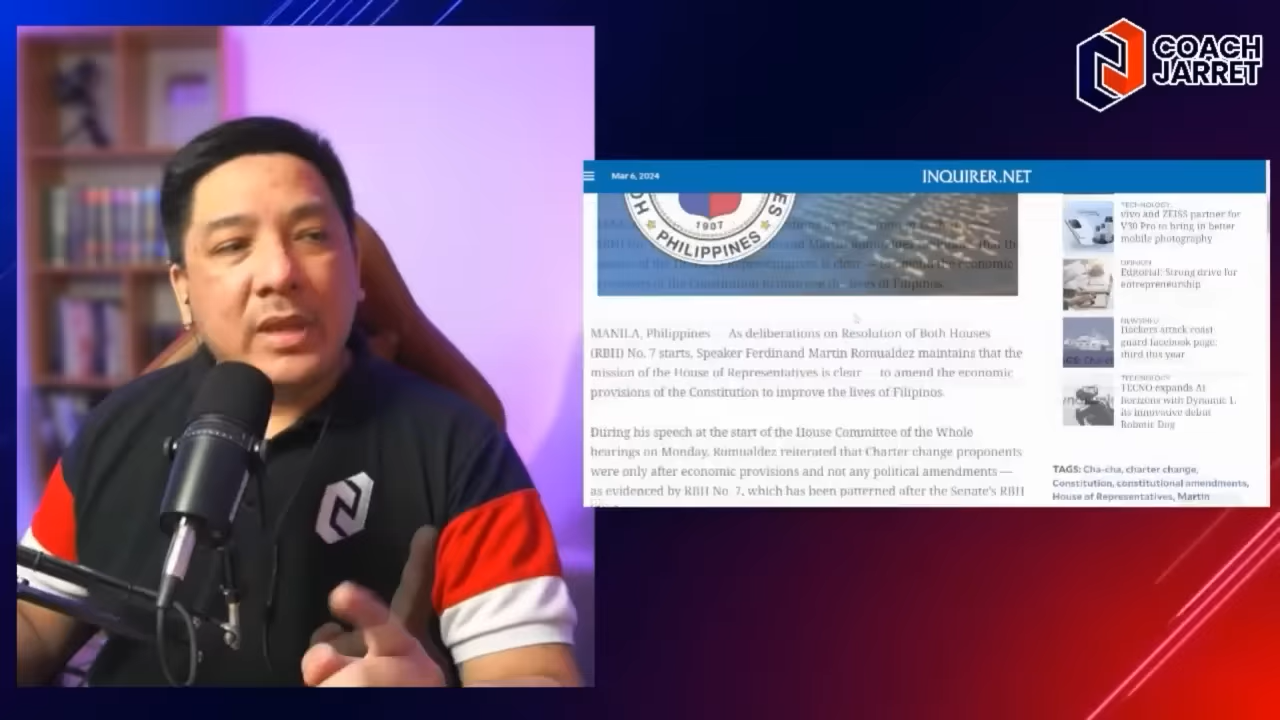 COACH
JARRET
Mar 6, 2024
INQUIRER.NET
1907
PHILIPPINES
MANILA, Philippines — As deliberations on Resolution of Both Houses
(RBH) No. 7 starts, Speaker Ferdinand Martin Romualdez maintains that the
mission of the House of Representatives is clear — to amend the economic
provisions of the Constitution to improve the lives of Filipinos.
During his speech at the start of the House Committee of the Whole
hearings on Monday, Romualdez reiterated that Charter change proponents
were only after economic provisions and not any political amendments —
as evidenced by RBH No. 7, which has been patterned after the Senate's RBH
TECHNOLOGY
vivo and ZEISS partner for
V30 Pro to bring in better
mobile photography
OPINION
Editorial: Strong drive for
entrepreneurship
Hackers attack coast
guard facebook page:
third this year
TECHNOLOGY
TECNO expands AI
horizons with Dynamic 1,
its innovative debut
Robotic Dog
TAGS: Cha-cha, charter change,
Constitution, constitutional amendments,
House of Representatives, Martin